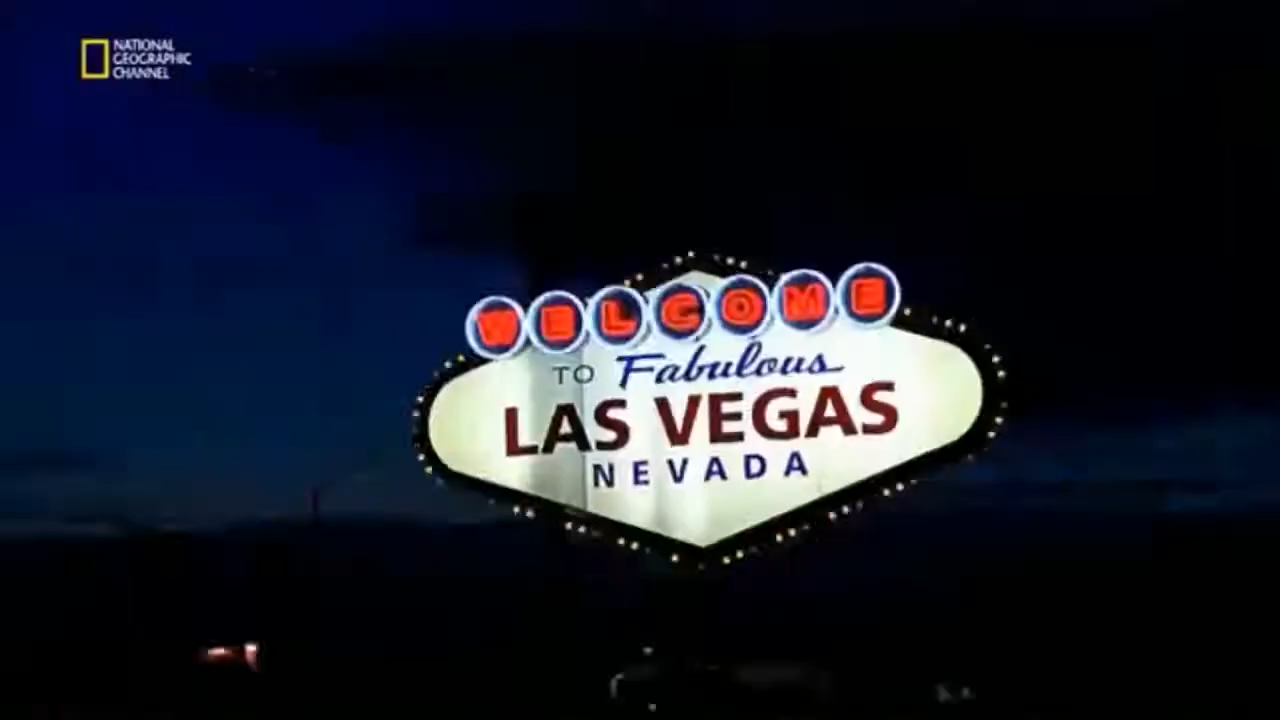 NATIONAL
GEOGRAPHIC
CHANNEL
WELCOME
TO Fabulous
LAS VEGAS
NEVADA